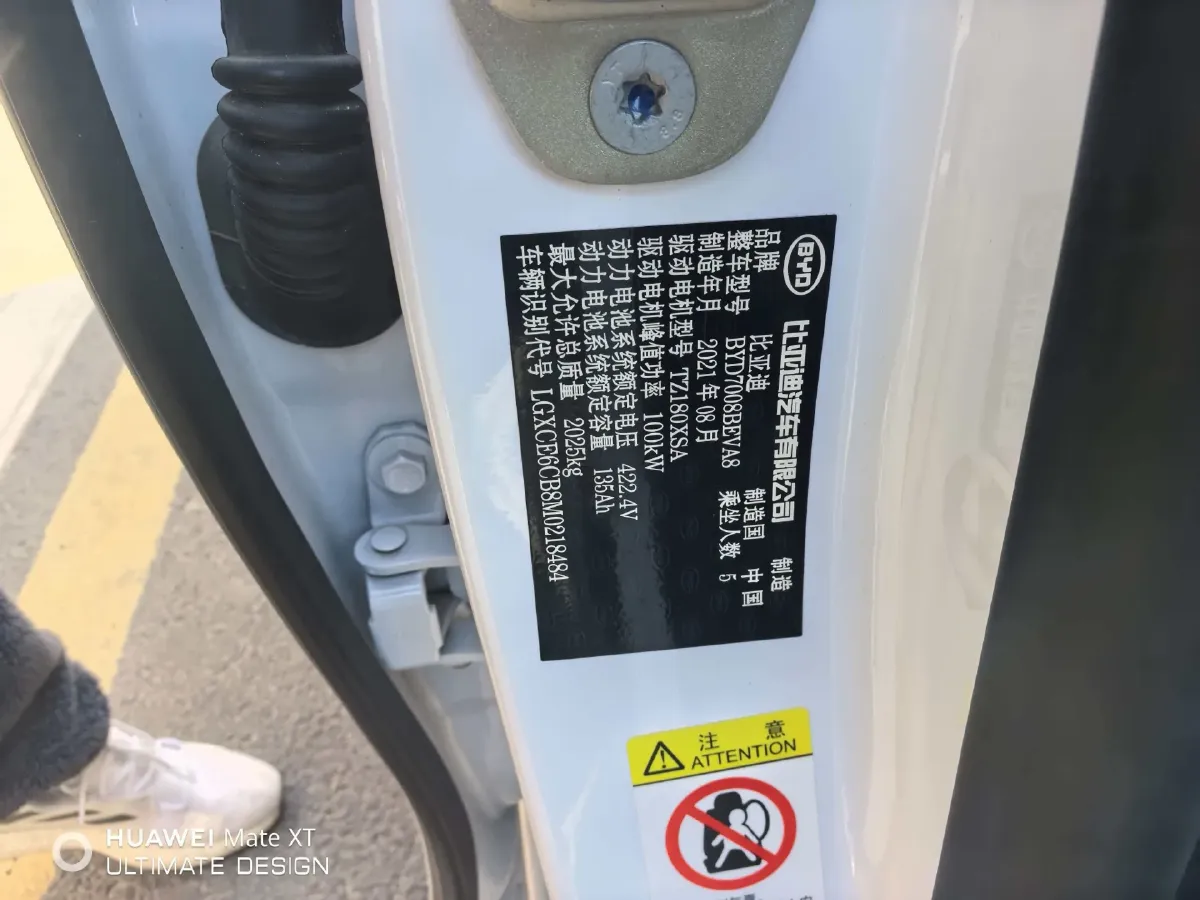 8.8
BYD 比亚迪汽车有限公司 制造
品牌 比亚迪 制造国 中国
整车型号 BYD7008BEVA8 乘坐人数 5
制造年月 2021年08月
驱动电机型号 TZ180XSA
驱动电机峰值功率 100kW
动力电池系统额定电压 422.4V
动力电池系统额定容量 135Ah
最大允许总质量 2025kg
车辆识别代号 LGXCE6CB8M0218484
注意
ATTENTION
HUAWEI Mate XT
ULTIMATE DESIGN